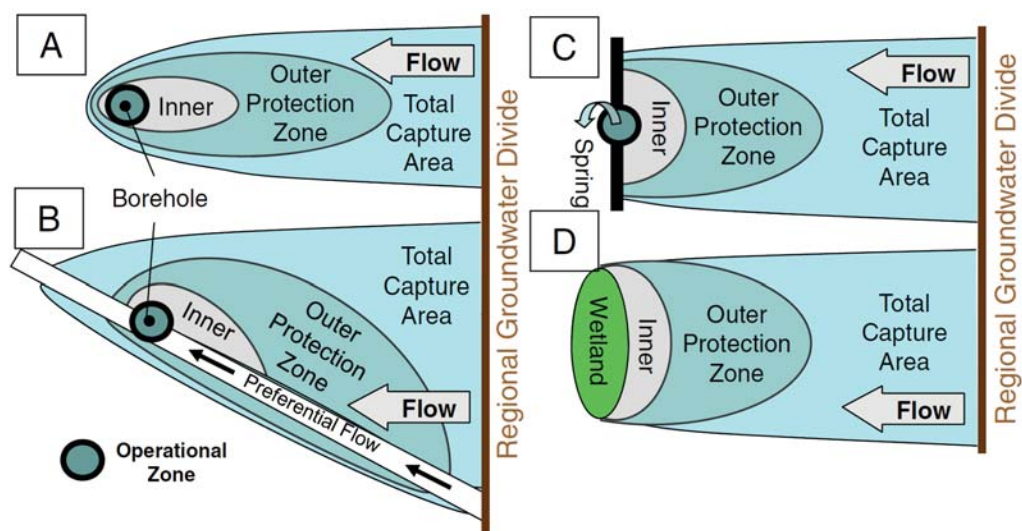 A
Flow
Inner
Outer
Protection
Zone
Total
Capture
Area
Borehole
B
Total
Capture
Area
Inner
Outer
Protection
Zone
Preferential Flow
Flow
Operational
Zone
Regional Groundwater Divide
C
Flow
Inner
Outer
Protection
Zone
Total
Capture
Area
Spring
D
Wetland
Inner
Outer
Protection
Zone
Total
Capture
Area
Flow
Regional Groundwater Divide